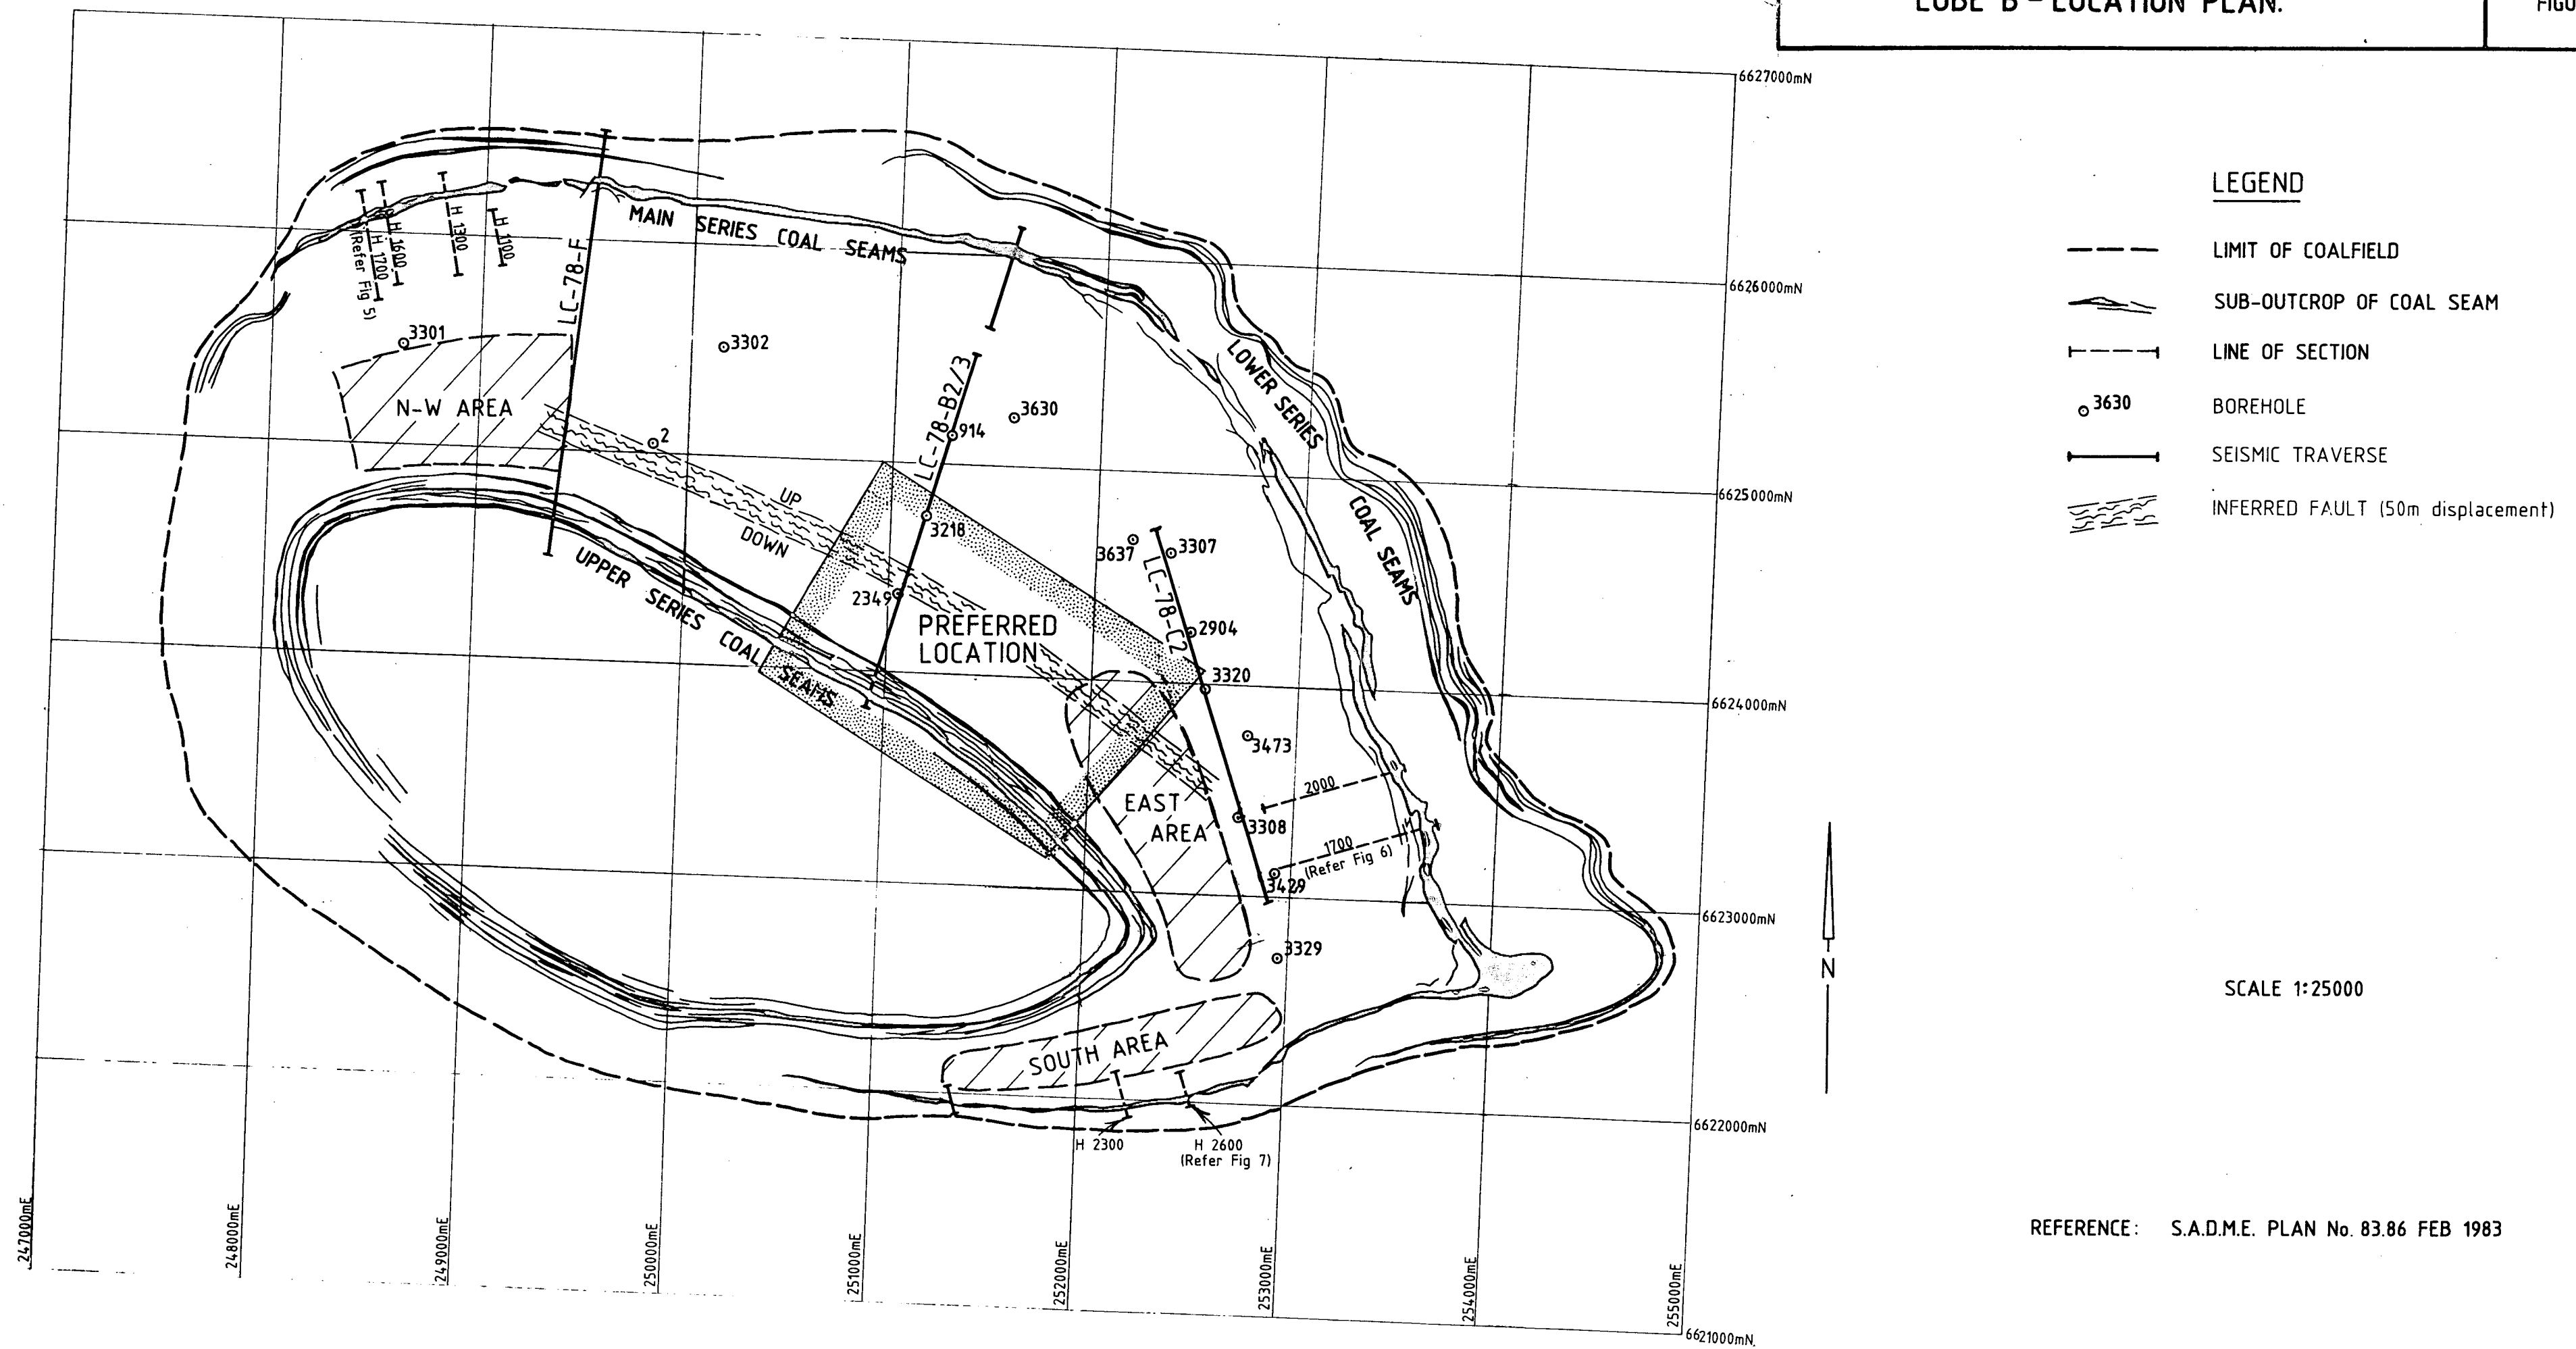 LOBE B - LOCATION PLAN.
6627000mN
LEGEND
LIMIT OF COALFIELD
SUB-OUTCROP OF COAL SEAM
LINE OF SECTION
3630
BOREHOLE
SEISMIC TRAVERSE
INFERRED FAULT (50m displacement)
6626000mN
6625000mN
6624000mN
6623000mN
6622000mN
6621000mN.
H 1100
H 1300
H 1600
H 1700
(Refer Fig 5)
LC-78-F
MAIN SERIES COAL SEAMS
3301
3302
N-W AREA
2
LC-78-B2/3
914
3630
LOWER SERIES
COAL SEAMS
UP
DOWN
3218
2349
3637
3307
LC-78-C2
2904
UPPER SERIES COAL SEAMS
PREFERRED
LOCATION
3320
3473
2000
EAST
AREA
3308
1700
(Refer Fig 6)
3429
3329
SOUTH AREA
H 2300
H 2600
(Refer Fig 7)
N
SCALE 1:25000
REFERENCE: S.A.D.M.E. PLAN No. 83.86 FEB 1983
247000mE
248000mE
249000mE
250000mE
251000mE
252000mE
253000mE
254000mE
255000mE